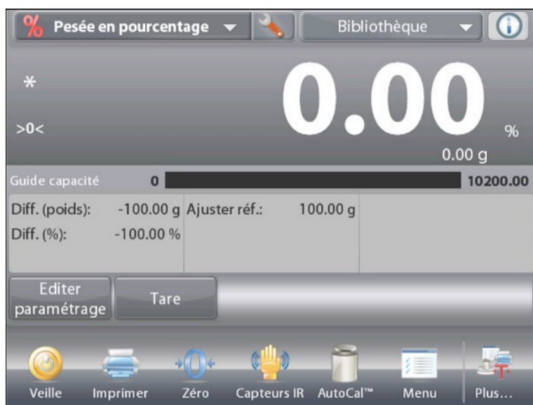 % Pesée en pourcentage Bibliothèque
*
0.00
>0< %
0.00 g
Guide capacité 0 10200.00
Diff. (poids): -100.00 g Ajuster réf.: 100.00 g
Diff. (%): -100.00 %
Editer
paramétrage
Tare
Veille Imprimer Zéro Capteurs IR AutoCal™ Menu Plus...